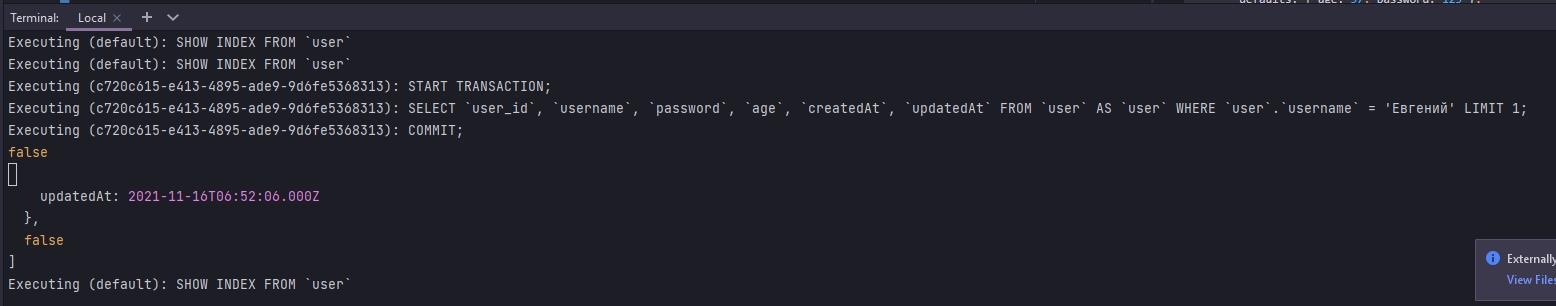 defaults: { age: 57, password: '123'};
Terminal: Local × + 
Executing (default): SHOW INDEX FROM `user`
Executing (default): SHOW INDEX FROM `user`
Executing (c720c615-e413-4895-ade9-9d6fe5368313): START TRANSACTION;
Executing (c720c615-e413-4895-ade9-9d6fe5368313): SELECT `user_id`, `username`, `password`, `age`, `createdAt`, `updatedAt` FROM `user` AS `user` WHERE `user`.`username` = 'Евгений' LIMIT 1;
Executing (c720c615-e413-4895-ade9-9d6fe5368313): COMMIT;
false
updatedAt: 2021-11-16T06:52:06.000Z
},
false
]
Executing (default): SHOW INDEX FROM `user`
Externally
View Files